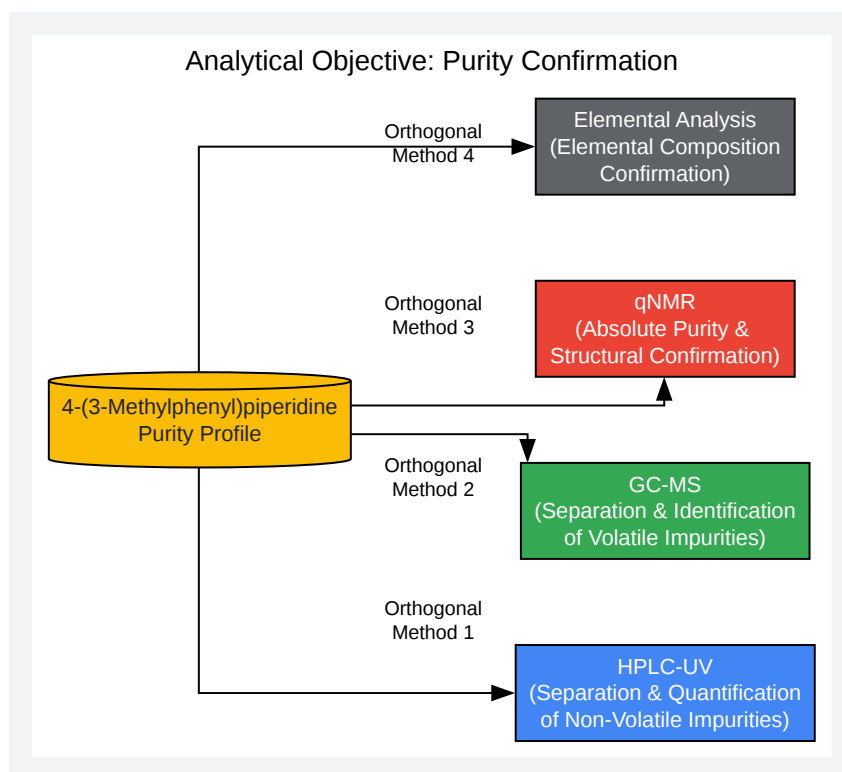 Analytical Objective: Purity Confirmation
Orthogonal
Method 4
Elemental Analysis
(Elemental Composition
Confirmation)
Orthogonal
Method 3
qNMR
(Absolute Purity &
Structural Confirmation)
4-(3-Methylphenyl)piperidine
Purity Profile
Orthogonal
Method 2
GC-MS
(Separation & Identification
of Volatile Impurities)
Orthogonal
Method 1
HPLC-UV
(Separation & Quantification
of Non-Volatile Impurities)